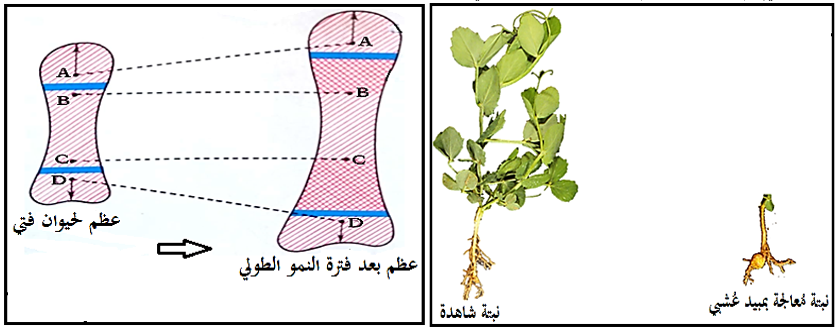 A
B
C
D
عظم لحيوان فتي
A
B
C
D
عظم بعد فترة النمو الطولي
نبتة شاهدة
نبتة مُعالجة بمبيد عُشبي